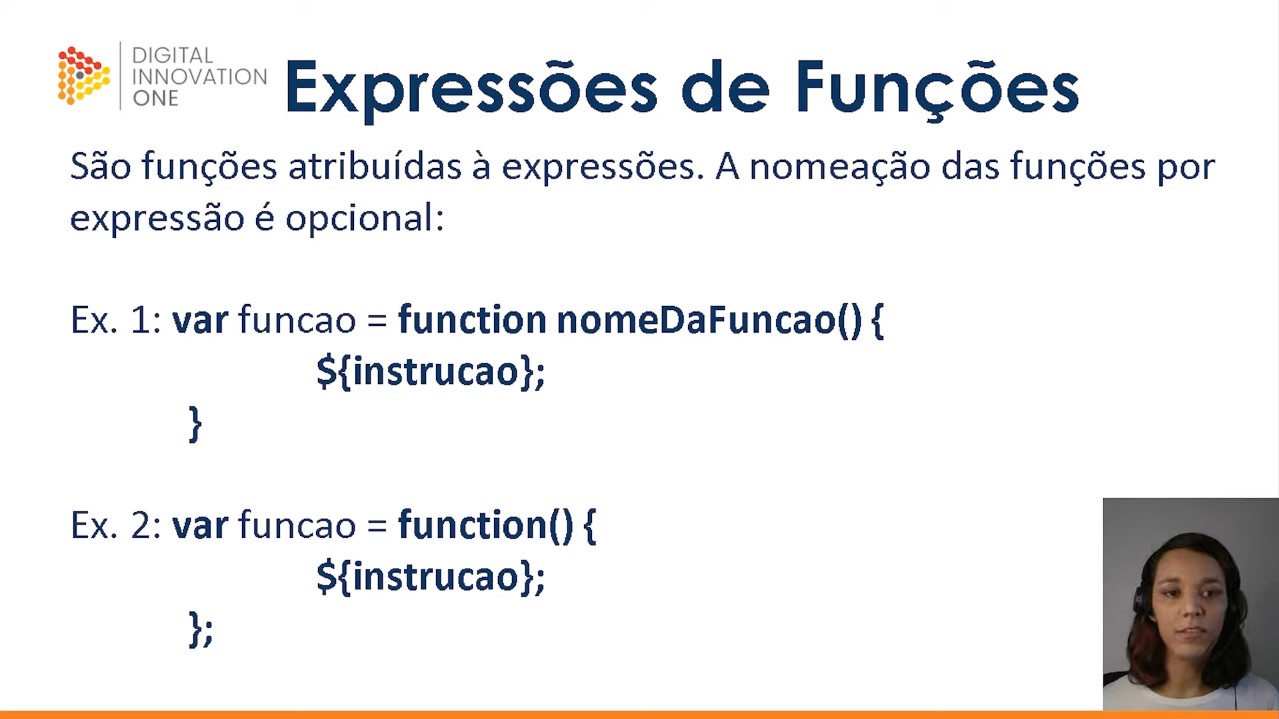 DIGITAL
INNOVATION
ONE
Expressões de Funções
São funções atribuídas à expressões. A nomeação das funções por
expressão é opcional:
Ex. 1: var funcao = function nomeDaFuncao() {
${instrucao};
}
Ex. 2: var funcao = function() {
${instrucao};
};